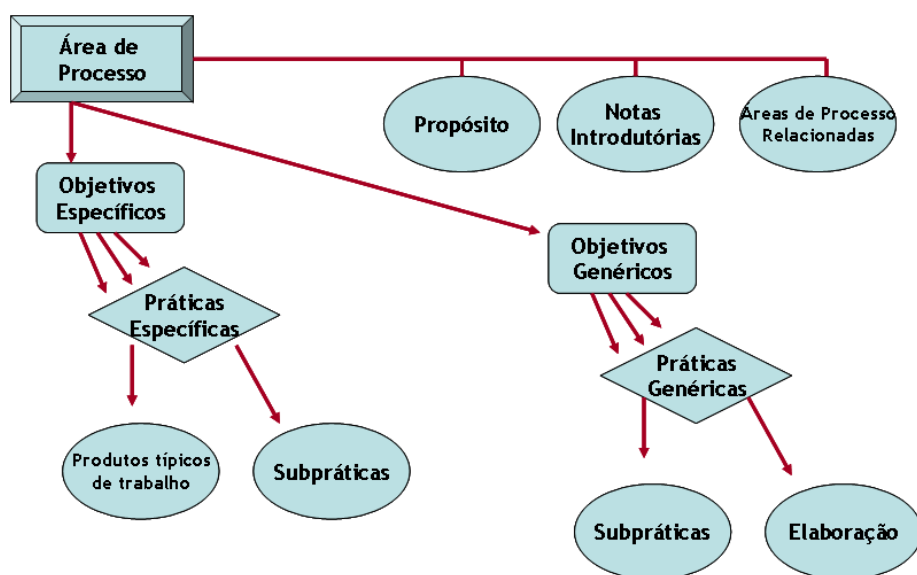 Área de
Processo
Propósito
Notas
Introdutórias
Áreas de Processo
Relacionadas
Objetivos
Específicos
Objetivos
Genéricos
Práticas
Específicas
Práticas
Genéricas
Produtos típicos
de trabalho
Subpráticas
Subpráticas
Elaboração